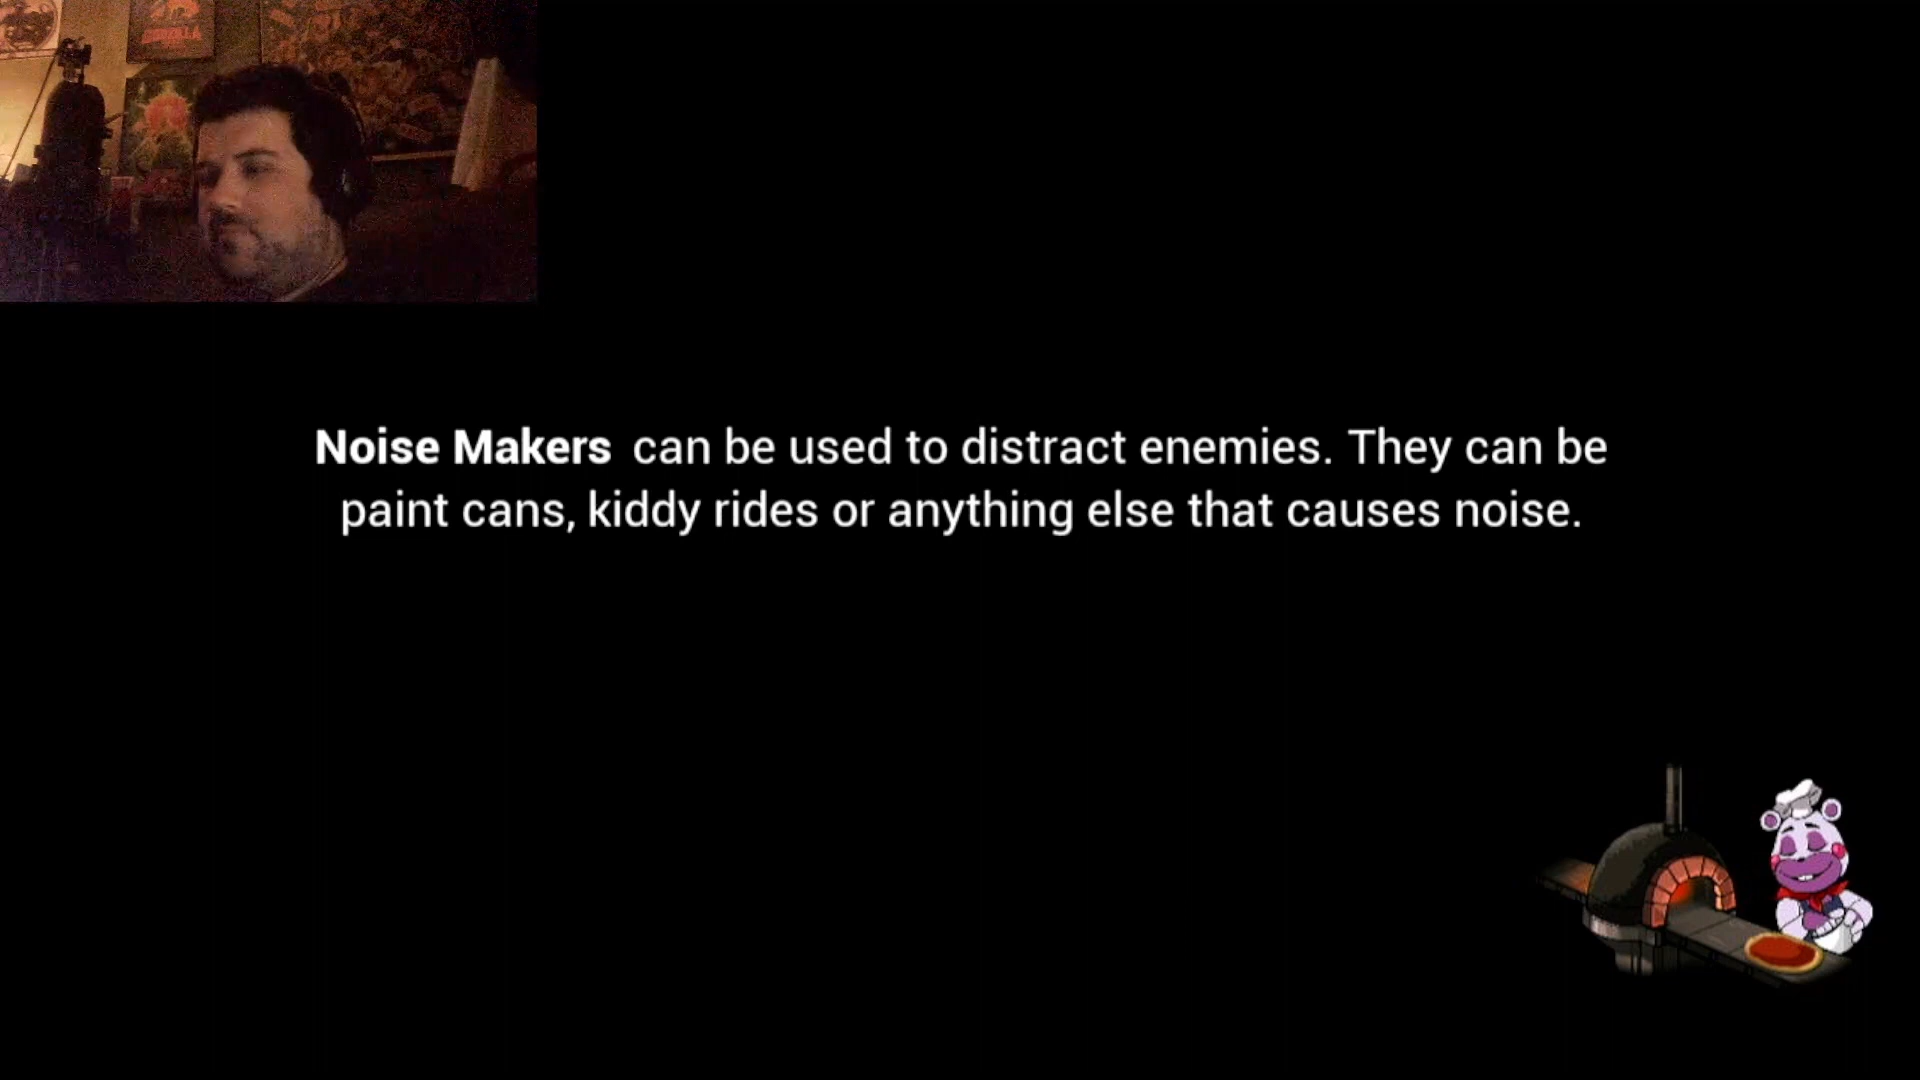 GODZILLA
Noise Makers can be used to distract enemies. They can be
paint cans, kiddy rides or anything else that causes noise.